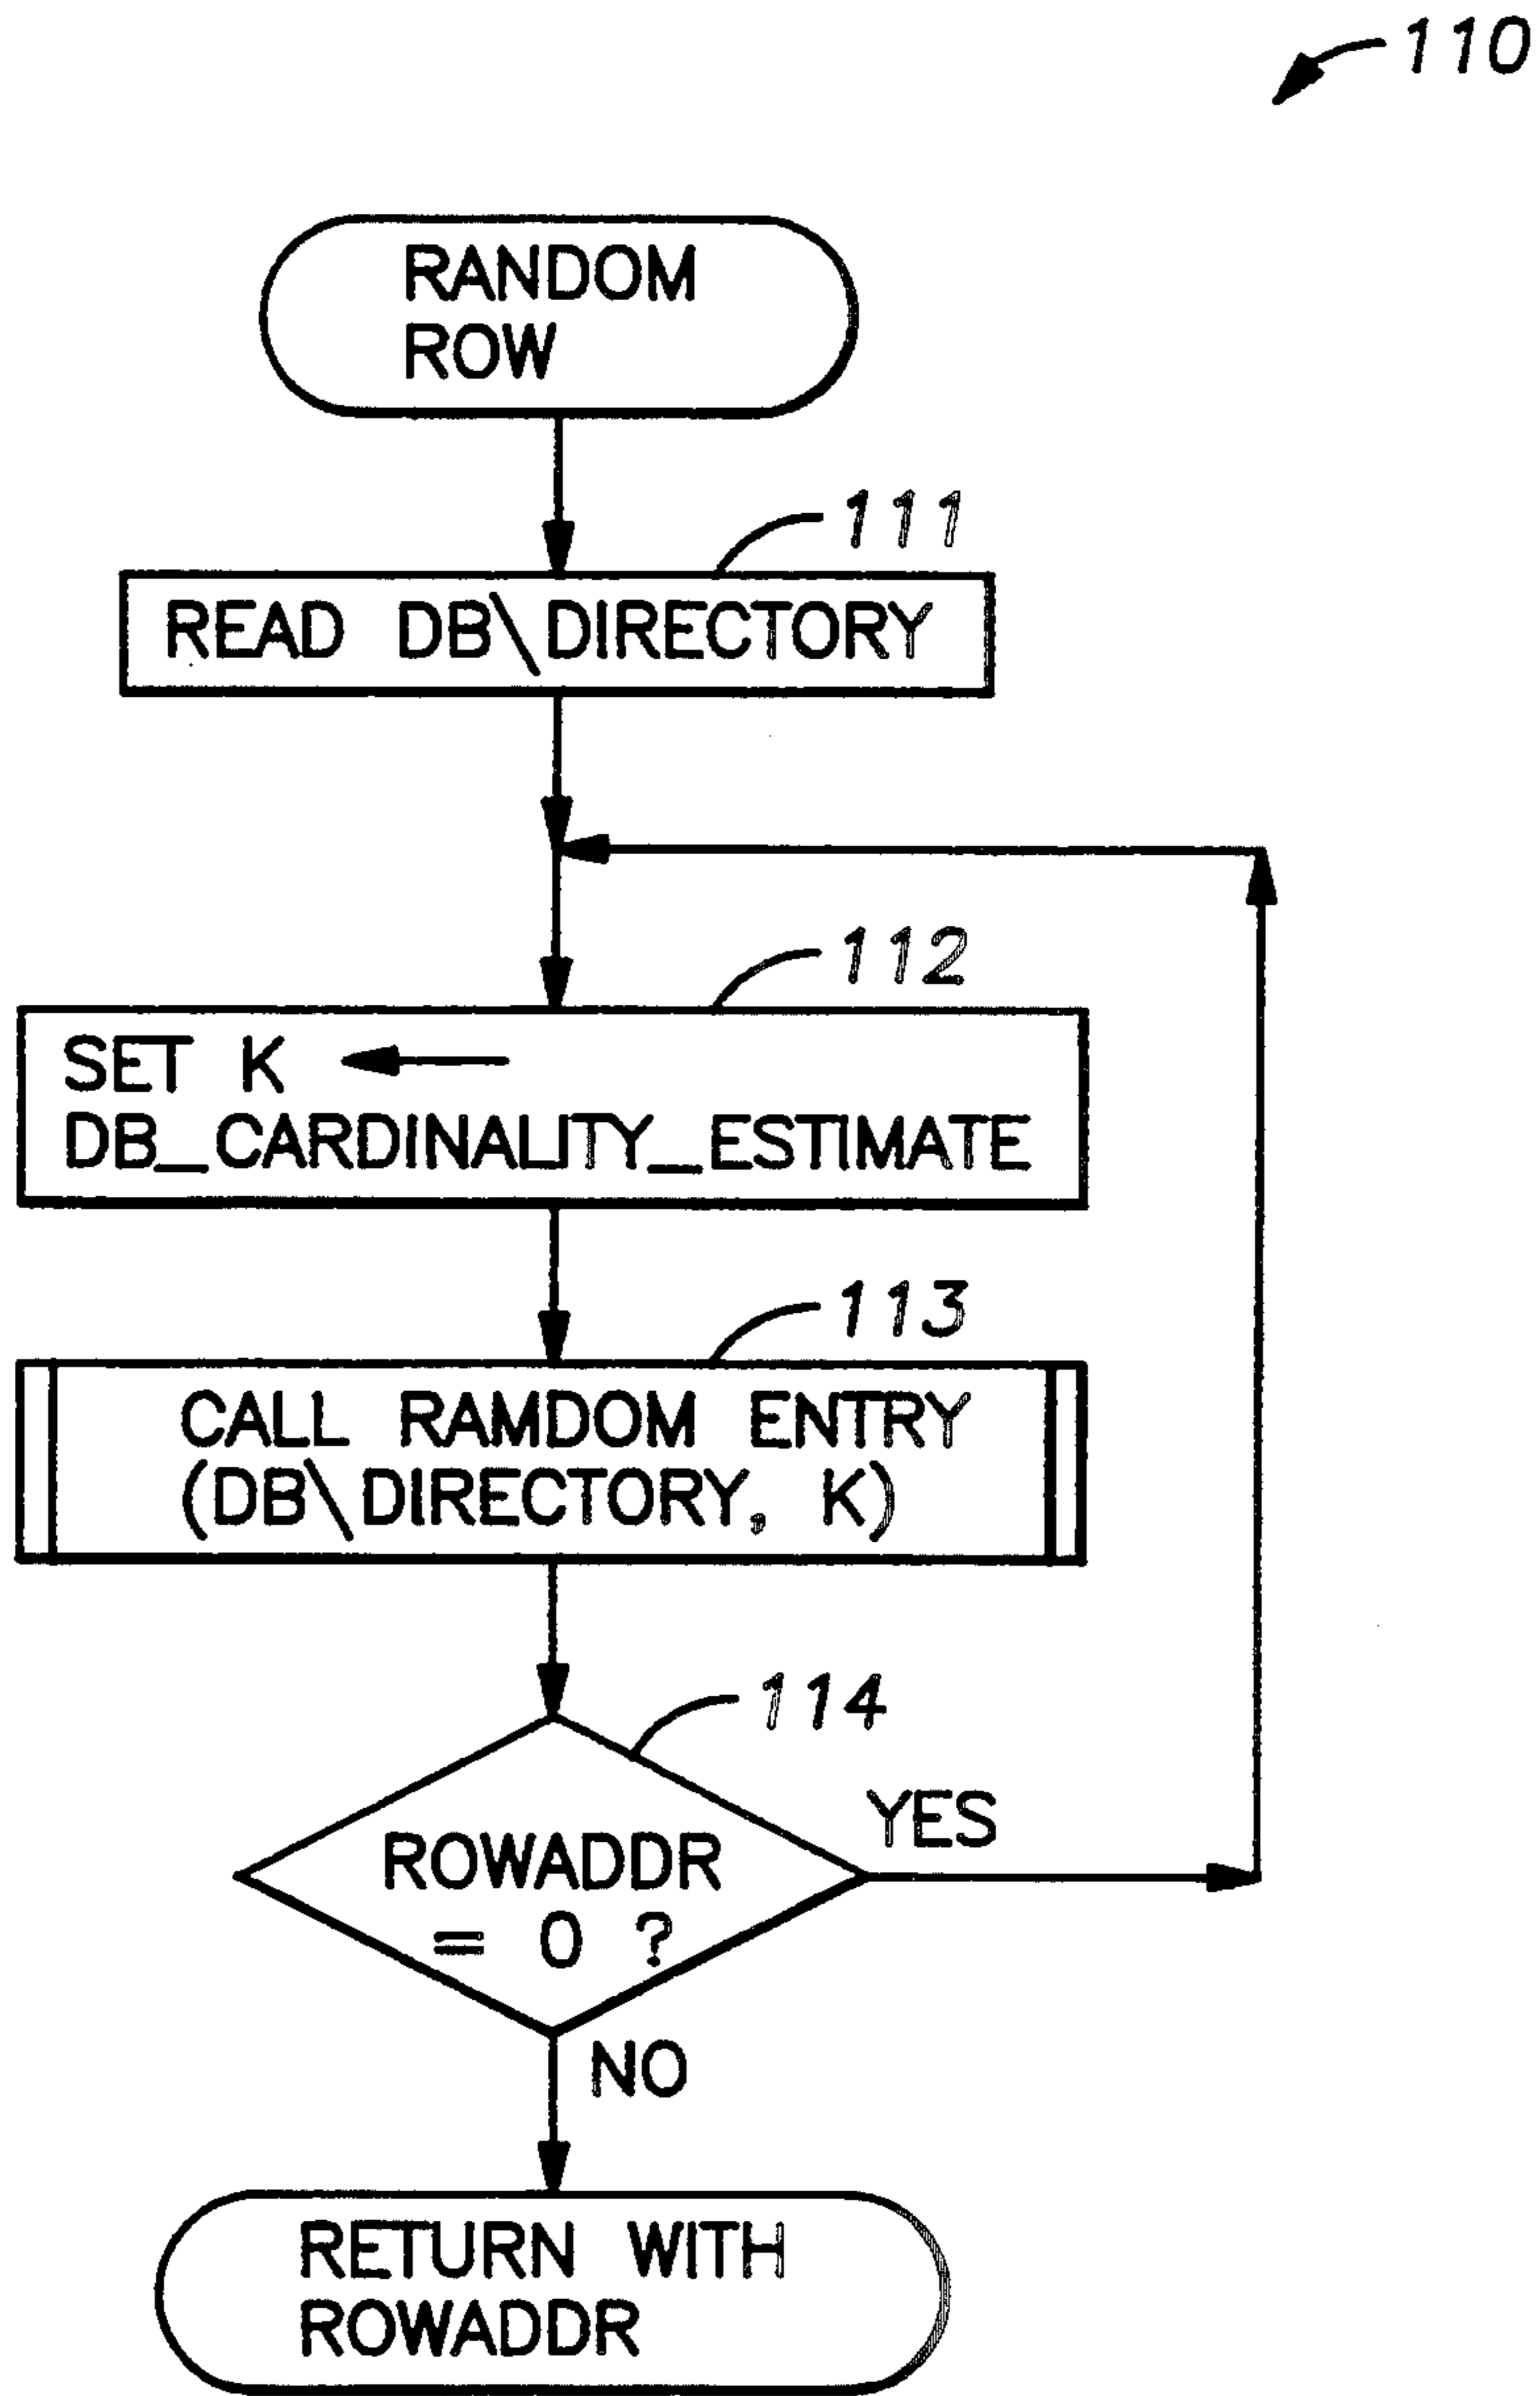 110
RANDOM
ROW
111
READ DB\DIRECTORY
112
SET K
DB_CARDINALITY_ESTIMATE
113
CALL RAMDOM ENTRY
(DB\DIRECTORY, K)
114
YES
ROWADDR
= 0 ?
NO
RETURN WITH
ROWADDR